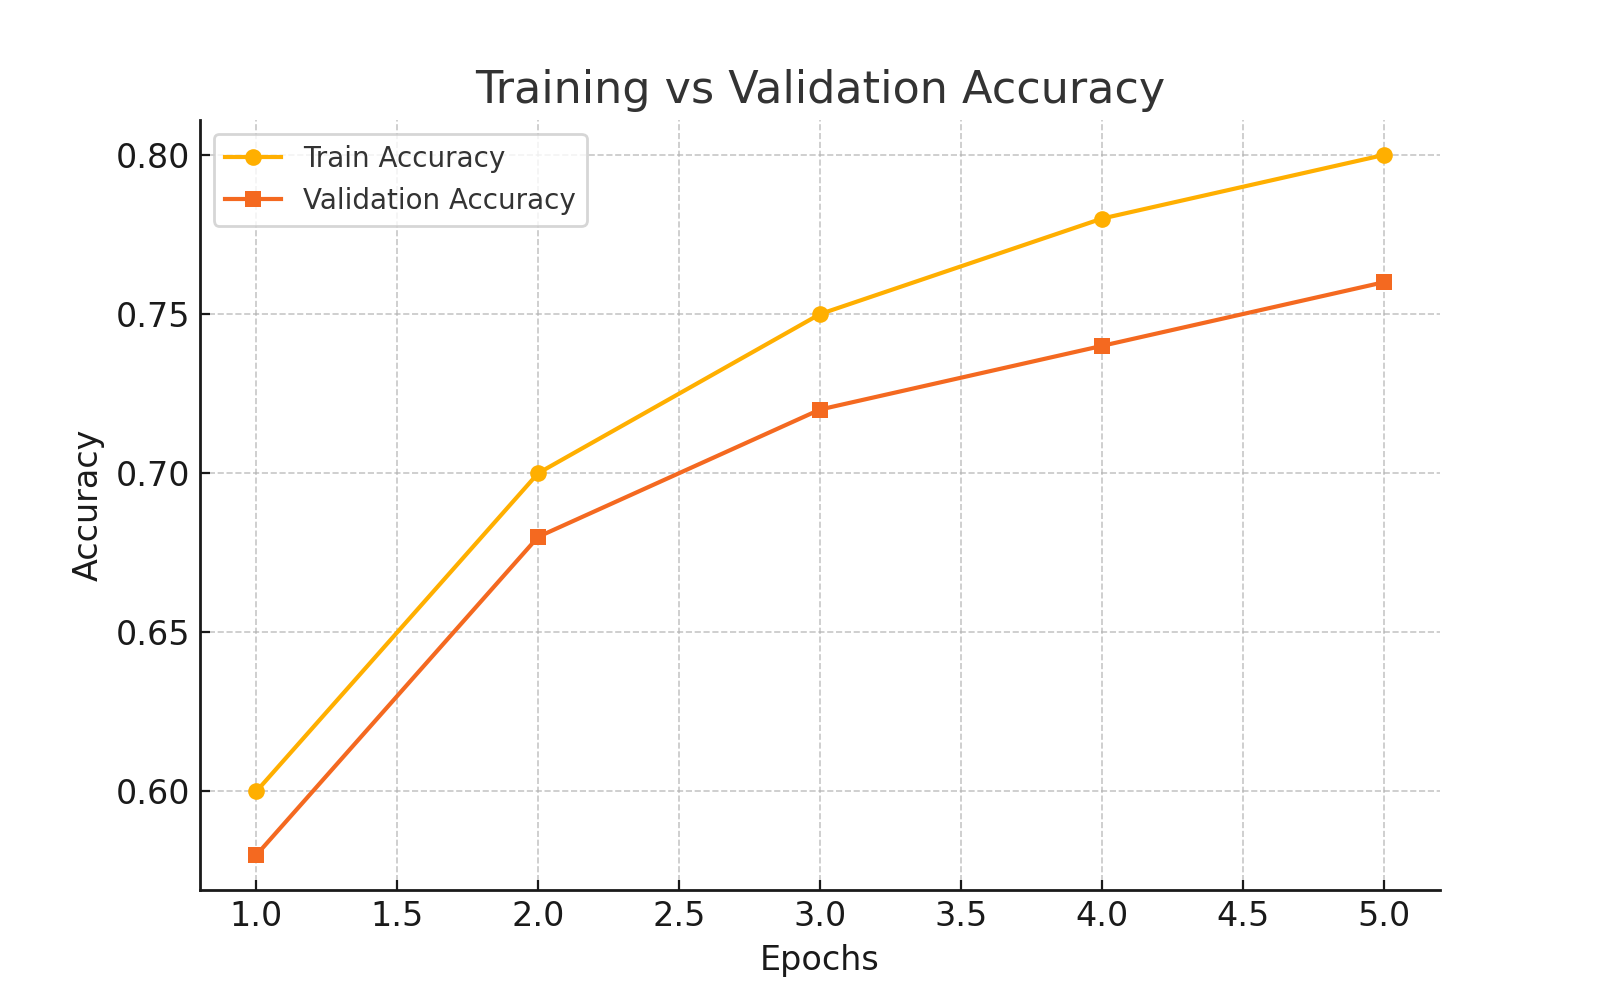 Training vs Validation Accuracy
Train Accuracy
Validation Accuracy
0.80
0.75
0.70
0.65
0.60
Accuracy
1.0 1.5 2.0 2.5 3.0 3.5 4.0 4.5 5.0
Epochs